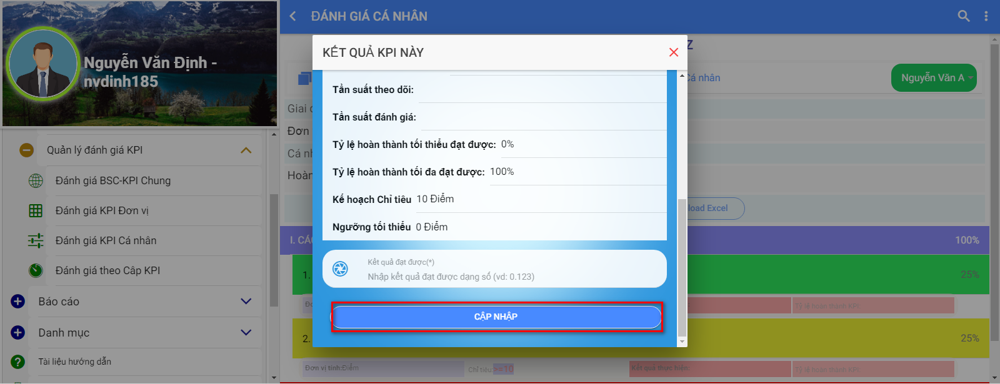 Nguyễn Văn Định -
nvdinh185
Quản lý đánh giá KPI
Đánh giá BSC-KPI Chung
Đánh giá KPI Đơn vị
Đánh giá KPI Cá nhân
Đánh giá theo Câp KPI
Báo cáo
Danh mục
Tài liệu hướng dẫn
ĐÁNH GIÁ CÁ NHÂN
Z
Cá nhân
Nguyễn Văn A
Giai
Đơn
Cá nh
Hoàn
load Excel
I. CÁC
100%
1.
25%
Tỷ lệ hoàn thành KPI:
2.
25%
Đơn vị tính:Điểm
Chỉ tiêu:>= 10
Kết quả thực hiện:
Tỷ lệ hoàn thành KPI:
KẾT QUẢ KPI NÀY
Tần suất theo dõi:
Tần suất đánh giá:
Tỷ lệ hoàn thành tối thiểu đạt được: 0%
Tỷ lệ hoàn thành tối đa đạt được: 100%
Kế hoạch Chỉ tiêu 10 Điểm
Ngưỡng tối thiểu 0 Điểm
Kết quả đạt được(*)
Nhập kết quả đạt được dạng số (vd: 0.123)
CẬP NHẬP